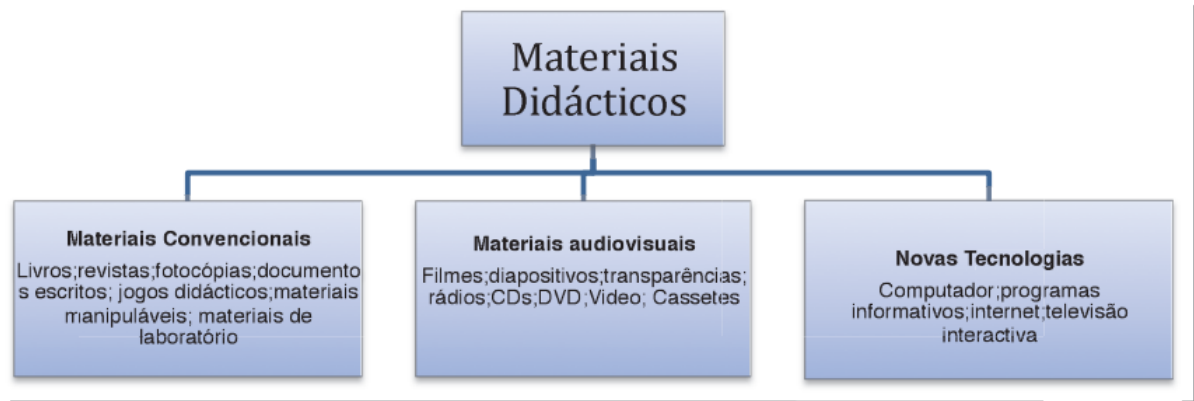 Materiais
Didácticos
Materiais Convencionais
Livros;revistas;fotocópias;documento
s escritos; jogos didácticos;materiais
manipuláveis; materiais de
laboratório
Materiais audiovisuais
Filmes;diapositivos;transparências;
rádios;CDs;DVD;Video; Cassetes
Novas Tecnologias
Computador;programas
informativos;internet;televisão
interactiva